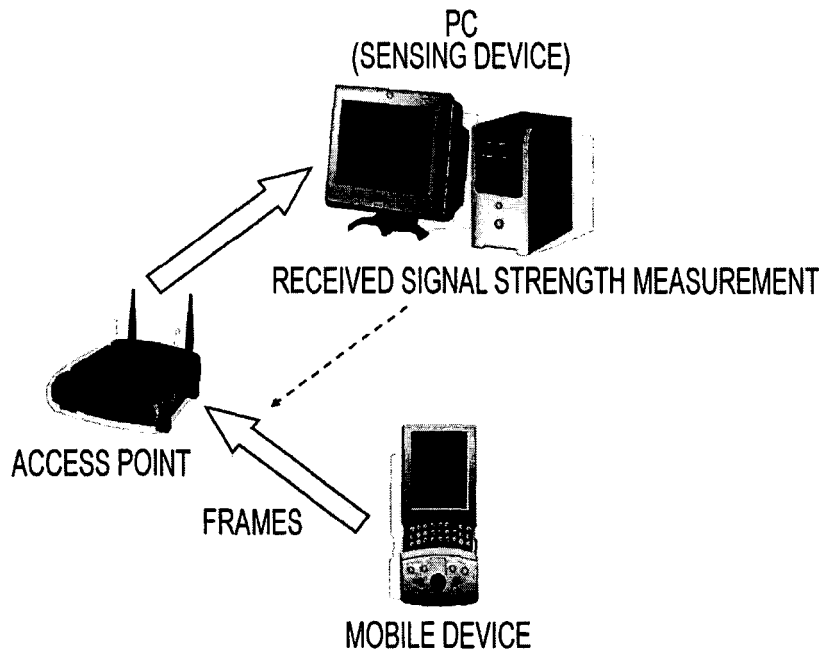 PC
(SENSING DEVICE)
RECEIVED SIGNAL STRENGTH MEASUREMENT
ACCESS POINT
FRAMES
MOBILE DEVICE